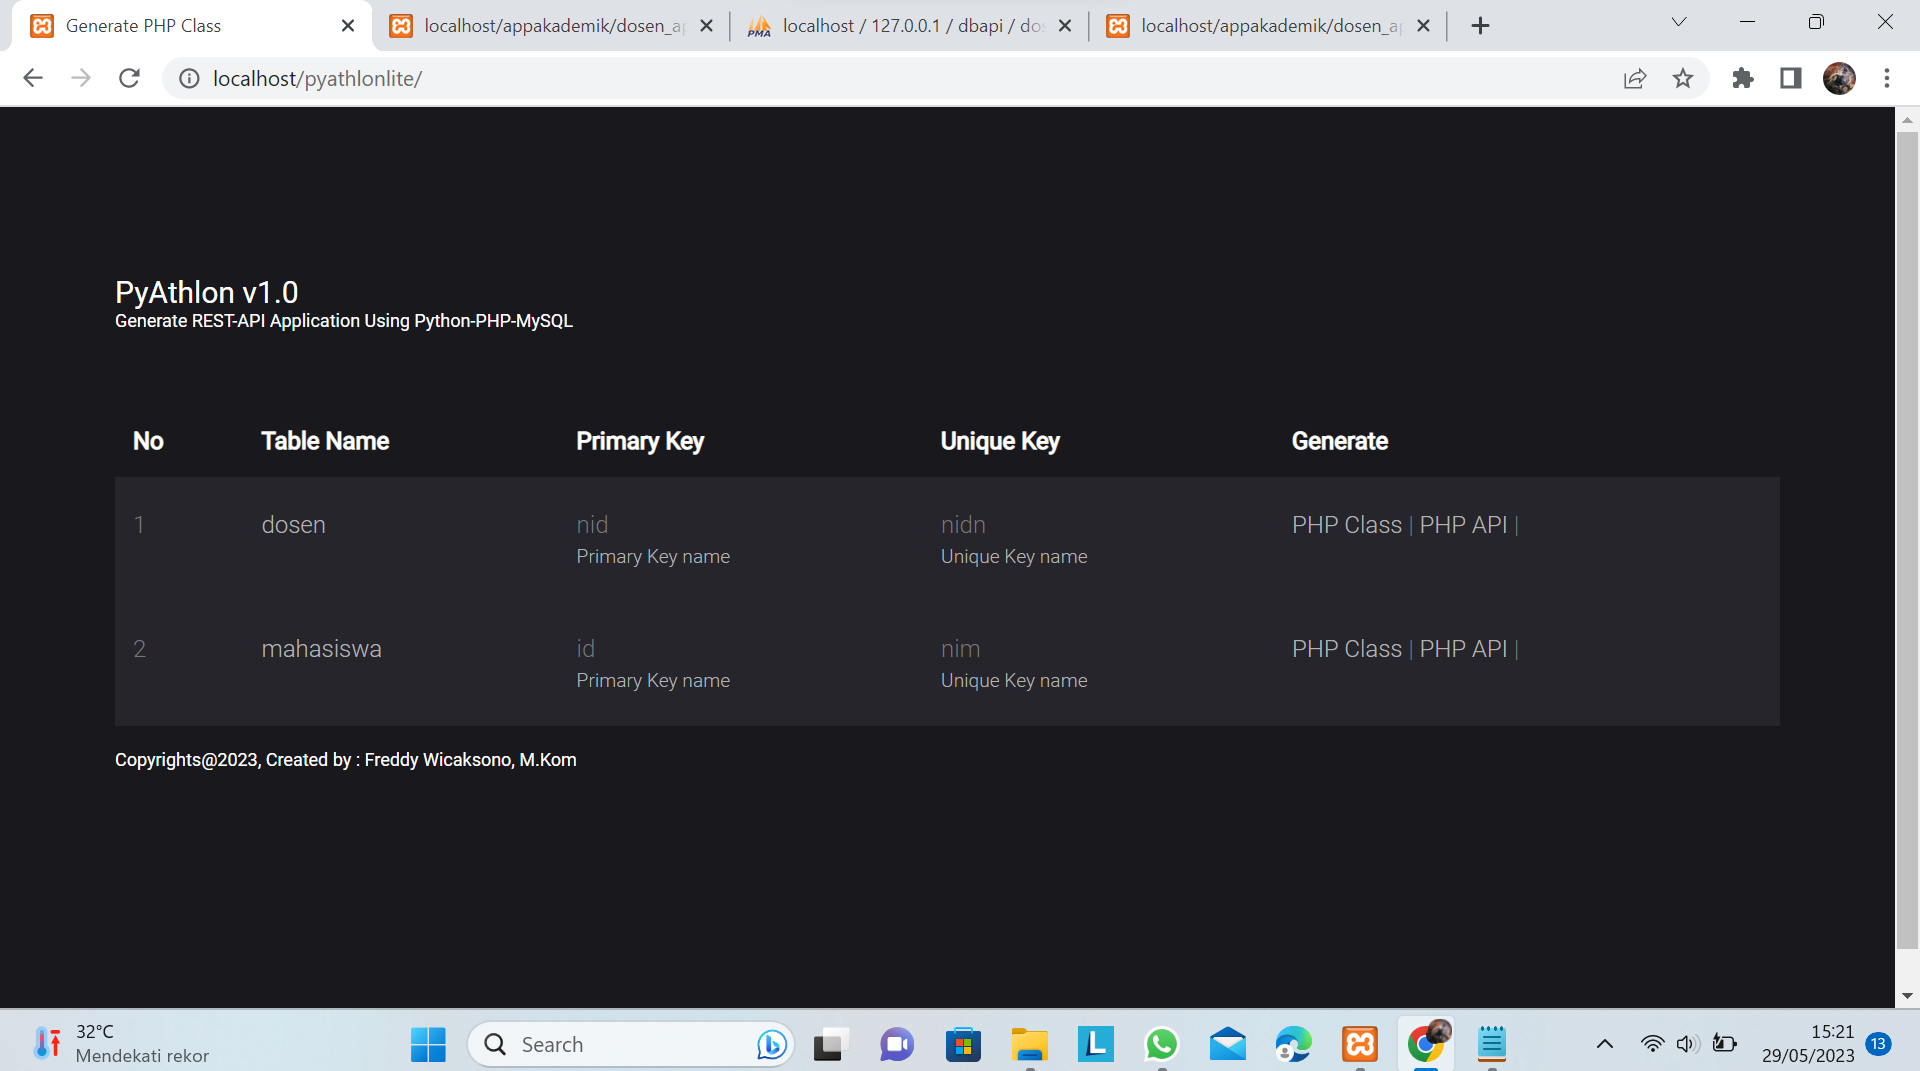 Generate PHP Class
localhost/appakademik/dosen_ap
localhost / 127.0.0.1 / dbapi / dos
localhost/appakademik/dosen_ap
localhost/pyathlonlite/
PyAthlon v1.0
Generate REST-API Application Using Python-PHP-MySQL
No Table Name Primary Key Unique Key Generate
1 dosen nid nidn PHP Class | PHP API |
Primary Key name Unique Key name
2 mahasiswa id nim PHP Class | PHP API |
Primary Key name Unique Key name
Copyrights@2023, Created by : Freddy Wicaksono, M.Kom
32°C
Mendekati rekor
Search
L
15:21
29/05/2023
13